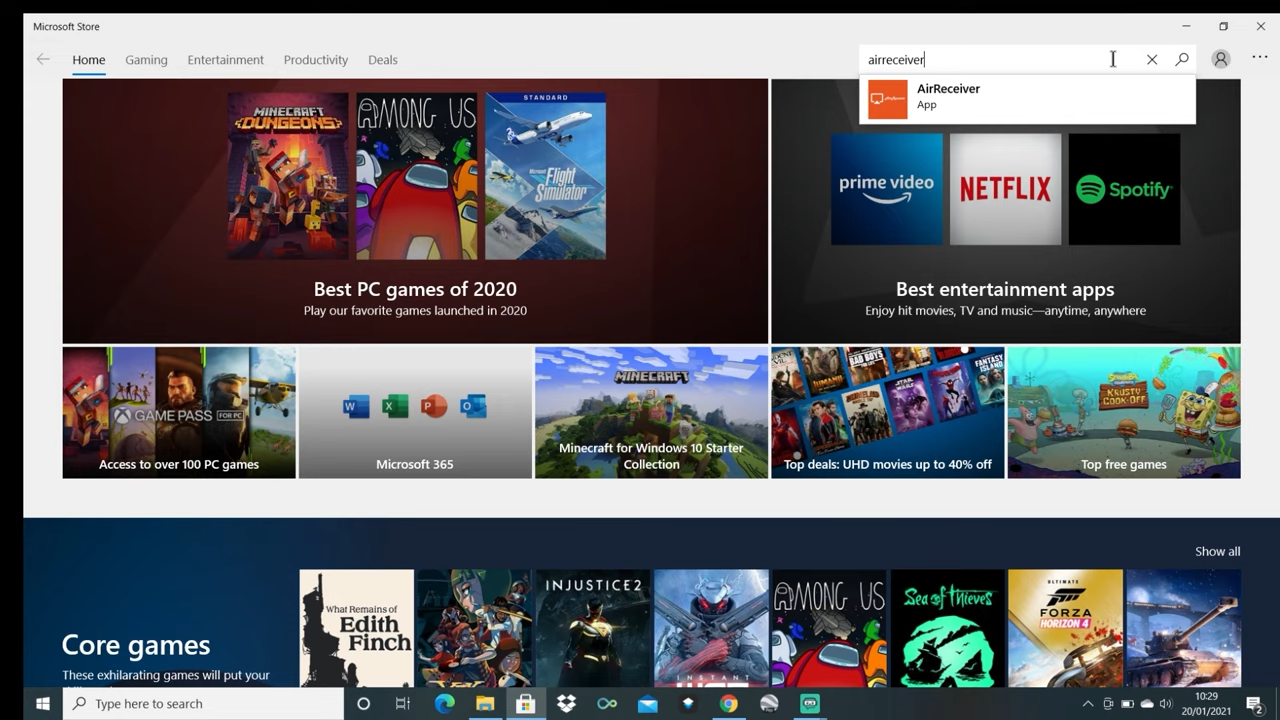 Microsoft Store
Home
Gaming
Entertainment
Productivity
Deals
airreceiver
AirReceiver
App
MINECRAFT
DUNGEONS
AMONG US
STANDARD
Microsoft
Flight
Simulator
Best PC games of 2020
Play our favorite games launched in 2020
prime video
NETFLIX
Spotify
Best entertainment apps
Enjoy hit movies, TV and music—anytime, anywhere
GAME PASS FOR PC
Access to over 100 PC games
Microsoft 365
MINECRAFT
Minecraft for Windows 10 Starter
Collection
JUMANJI
BAD BOYS
FANTASY
ISLAND
STAR
WARS
Top deals: UHD movies up to 40% off
KRUSTY
COOK-OFF
Top free games
Show all
Core games
These exhilarating games will put your
What Remains of
Edith
Finch
INJUSTICE 2
INSTANT
AMONG US
Sea of Thieves
ULTIMATE
FORZA
HORIZON 4
Type here to search
10:29
20/01/2021
2